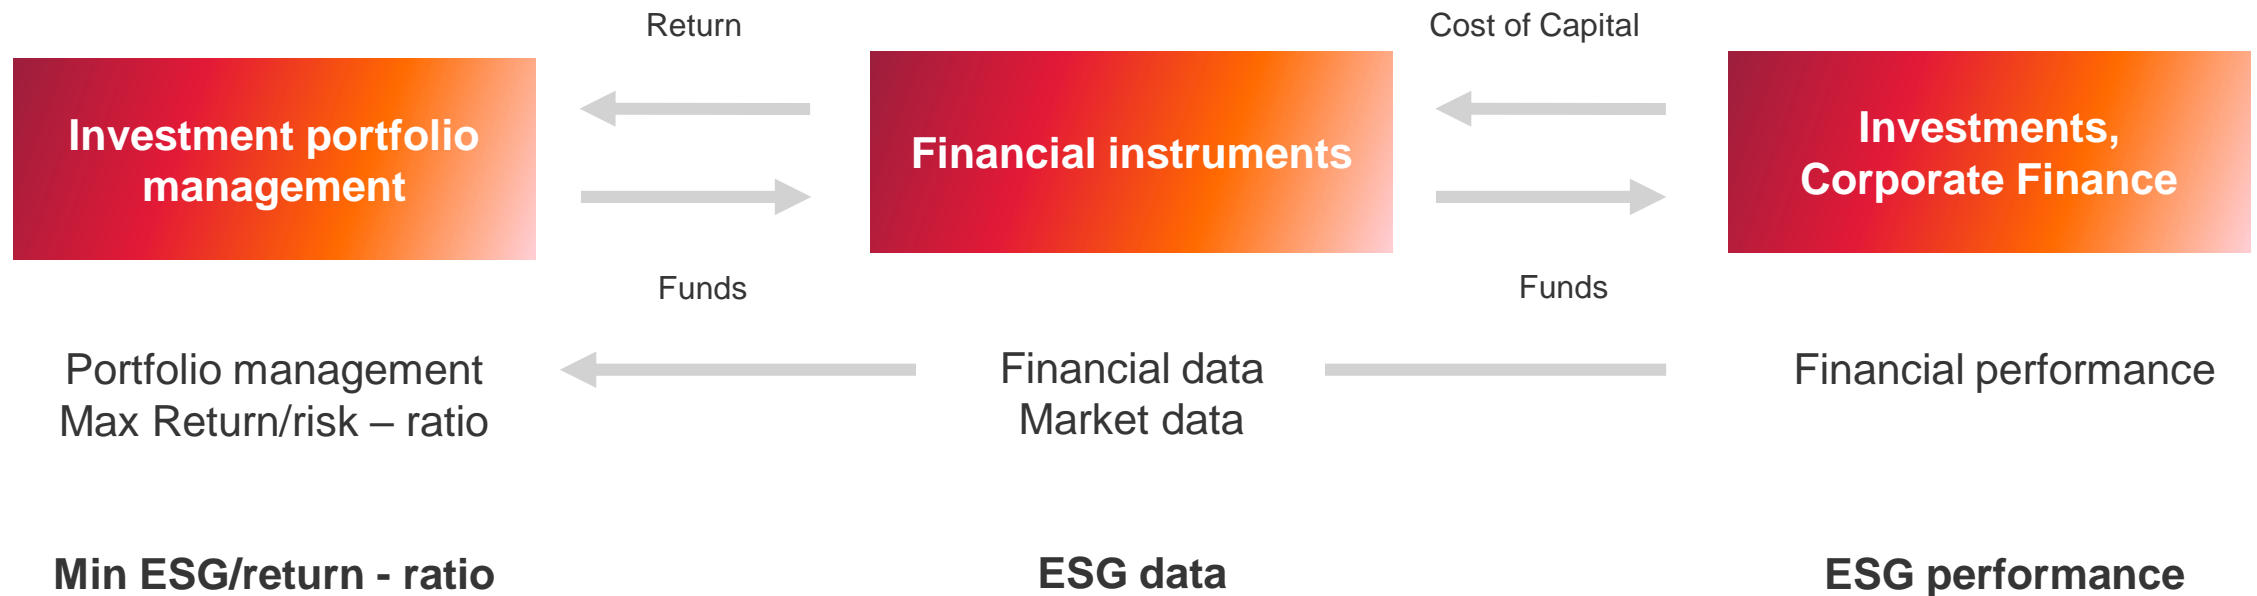 Return
Cost of Capital
Investment portfolio
management
Financial instruments
Investments,
Corporate Finance
Funds
Funds
Portfolio management
Max Return/risk – ratio
Financial data
Market data
Financial performance
Min ESG/return - ratio
ESG data
ESG performance